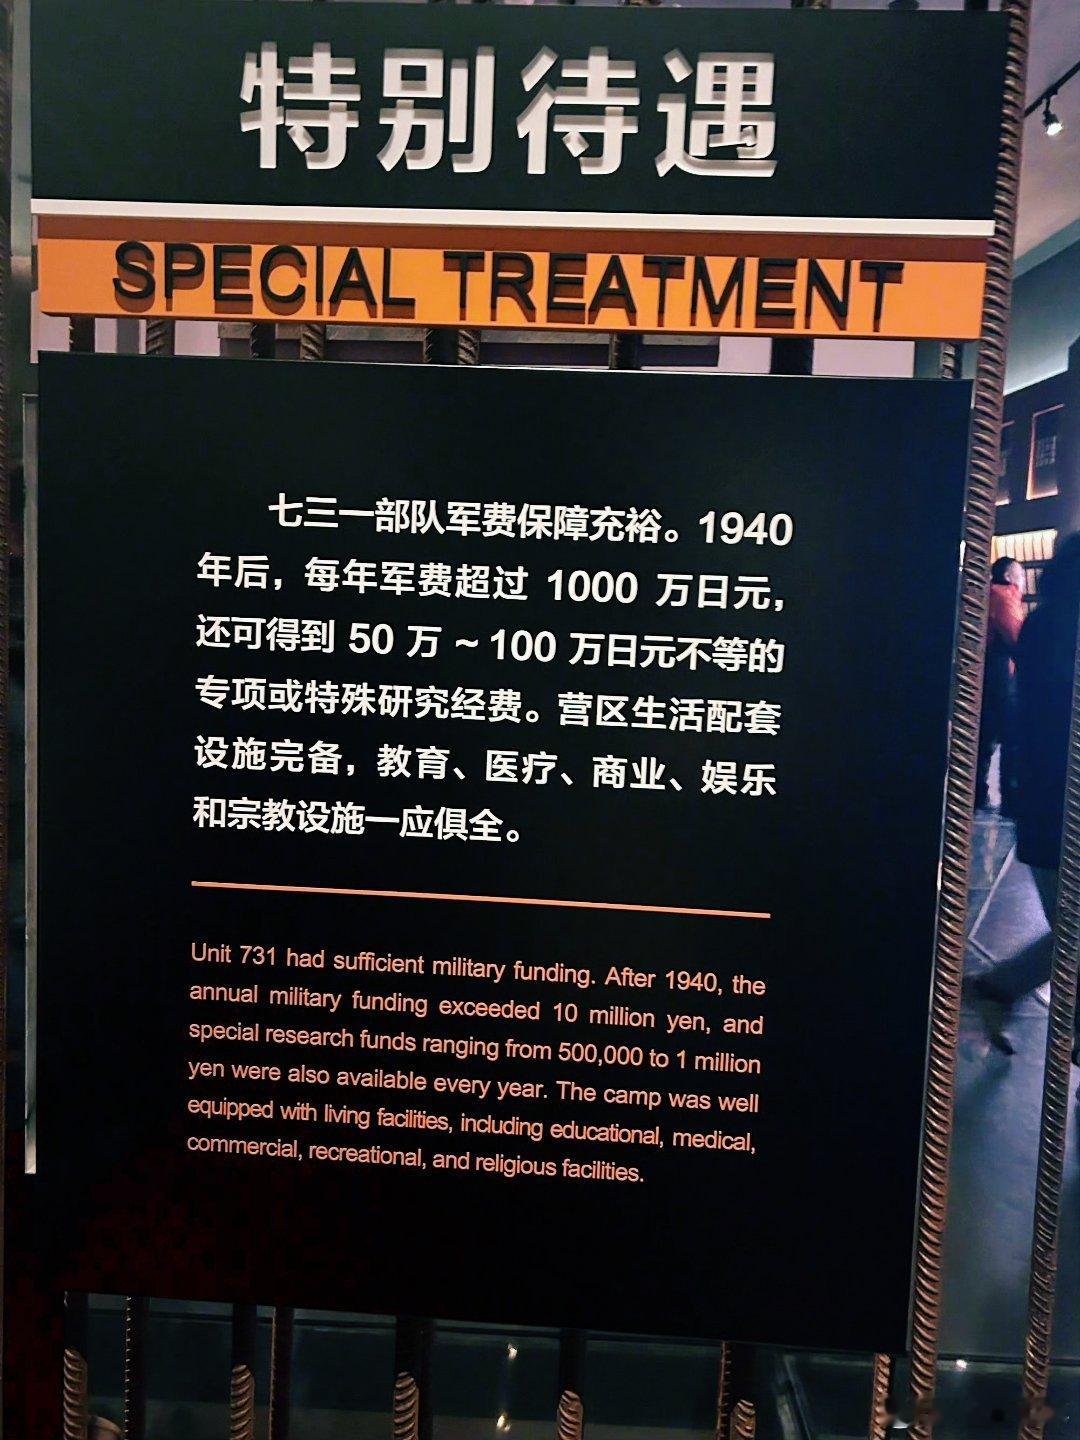 特别待遇
SPECIAL TREATMENT
七三一部队军费保障充裕。1940
年后，每年军费超过 1000 万日元，
还可得到 50 万 ~ 100 万日元不等的
专项或特殊研究经费。营区生活配套
设施完备，教育、医疗、商业、娱乐
和宗教设施一应俱全。
Unit 731 had sufficient military funding. After 1940, the
annual military funding exceeded 10 million yen, and
special research funds ranging from 500,000 to 1 million
yen were also available every year. The camp was well
equipped with living facilities, including educational, medical,
commercial, recreational, and religious facilities.